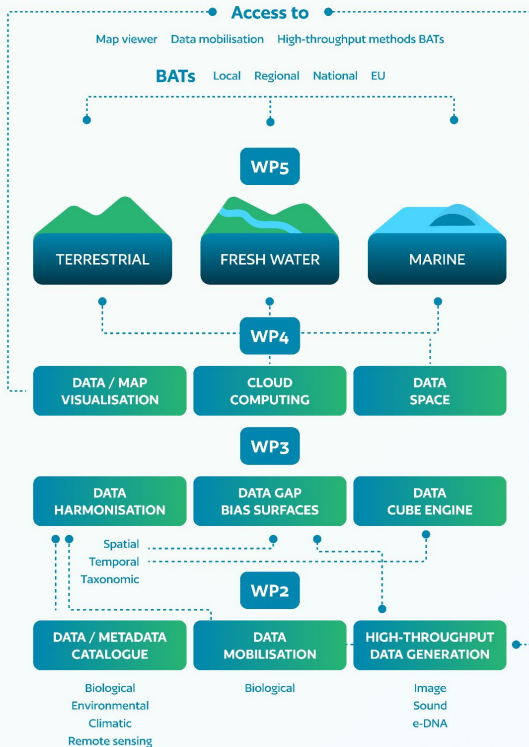 Access to
Map viewer Data mobilisation High-throughput methods BATs
BATs Local Regional National EU
WP5
TERRESTRIAL
FRESH WATER
MARINE
WP4
DATA / MAP
VISUALISATION
CLOUD
COMPUTING
DATA
SPACE
WP3
DATA
HARMONISATION
DATA GAP
BIAS SURFACES
DATA
CUBE ENGINE
Spatial
Temporal
Taxonomic
WP2
DATA / METADATA
CATALOGUE
DATA
MOBILISATION
HIGH-THROUGHPUT
DATA GENERATION
Biological
Environmental
Climatic
Remote sensing
Biological
Image
Sound
e-DNA